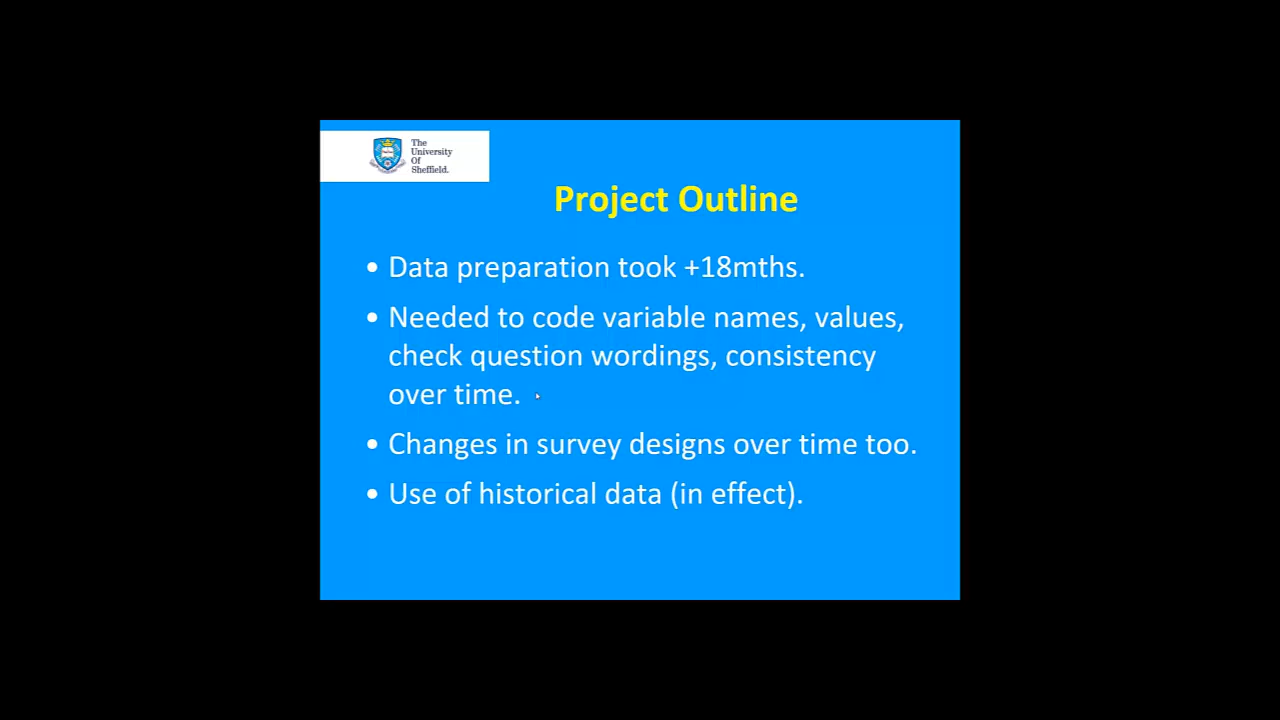 The
University
Of
Sheffield.
Project Outline
• Data preparation took +18mths.
• Needed to code variable names, values,
check question wordings, consistency
over time.
• Changes in survey designs over time too.
• Use of historical data (in effect).